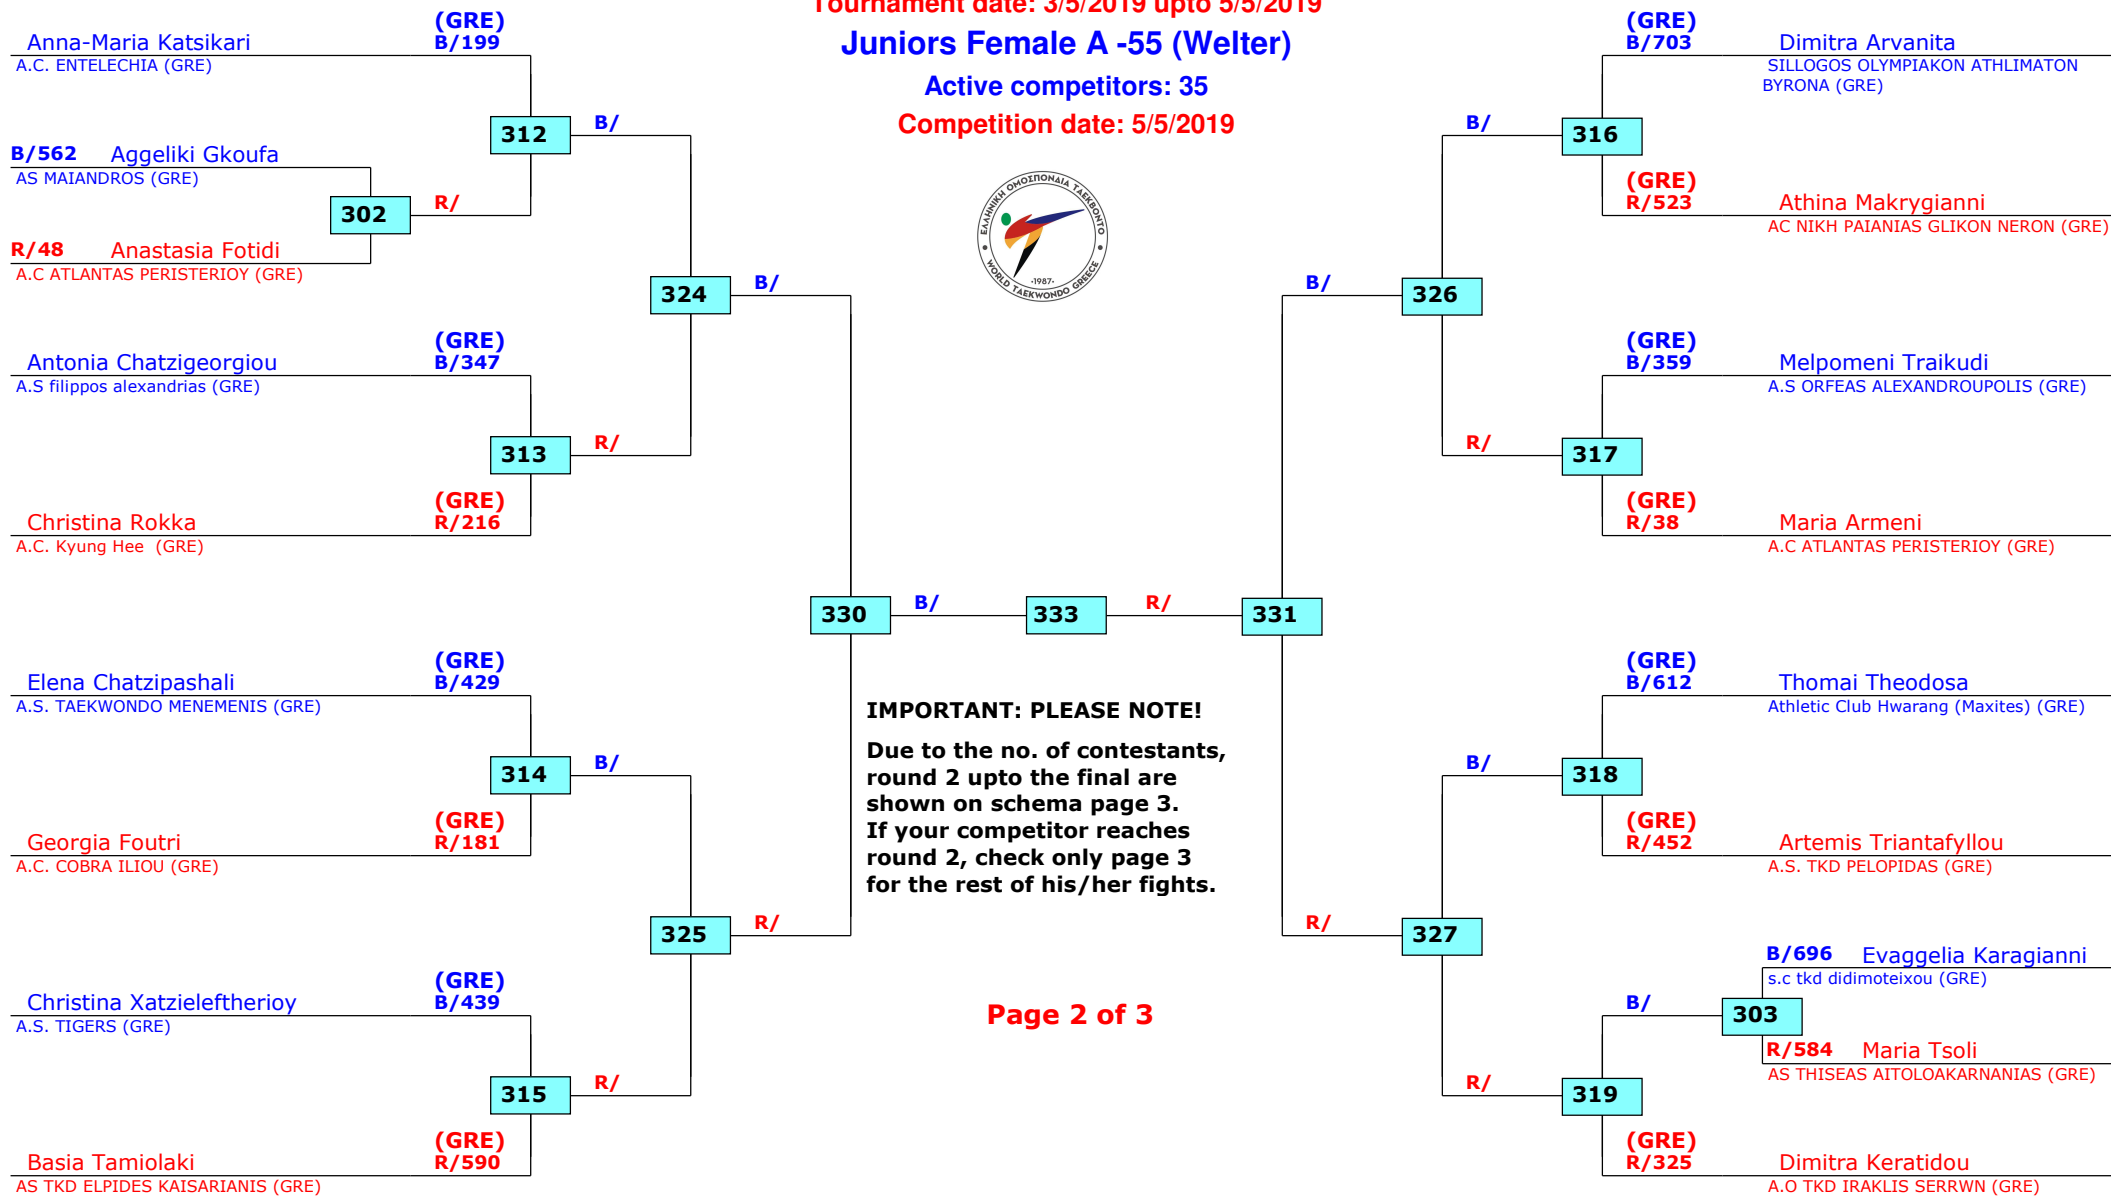 Tournament date: 3/5/2019 upto 5/5/2019
Juniors Female A -55 (Welter)
Active competitors: 35
Competition date: 5/5/2019
ΕΛΛΗΝΙΚΗ ΟΜΟΣΠΟΝΔΙΑ ΤΑΕΚΒΟΝΤΟ
·1987·
WORLD TAEKWONDO GREECE
(GRE)
Anna-Maria Katsikari B/199
A.C. ENTELECHIA (GRE)
312 B/
B/562 Aggeliki Gkoufa
AS MAIANDROS (GRE)
302 R/
R/48 Anastasia Fotidi
A.C ATLANTAS PERISTERIOY (GRE)
324 B/
(GRE)
Antonia Chatzigeorgiou B/347
A.S filippos alexandrias (GRE)
313 R/
(GRE)
Christina Rokka R/216
A.C. Kyung Hee (GRE)
330 B/ 333 R/ 331
(GRE)
Elena Chatzipashali B/429
A.S. TAEKWONDO MENEMENIS (GRE)
314 B/
(GRE)
Georgia Foutri R/181
A.C. COBRA ILIOU (GRE)
325 R/
(GRE)
Christina Xatzieleftherioy B/439
A.S. TIGERS (GRE)
315 R/
(GRE)
Basia Tamiolaki R/590
AS TKD ELPIDES KAISARIANIS (GRE)
IMPORTANT: PLEASE NOTE!
Due to the no. of contestants,
round 2 upto the final are
shown on schema page 3.
If your competitor reaches
round 2, check only page 3
for the rest of his/her fights.
Page 2 of 3
(GRE)
B/703 Dimitra Arvanita
SILLOGOS OLYMPIAKON ATHLIMATON
BYRONA (GRE)
B/ 316
(GRE)
R/523 Athina Makrygianni
AC NIKH PAIANIAS GLIKON NERON (GRE)
B/ 326
(GRE)
B/359 Melpomeni Traikudi
A.S ORFEAS ALEXANDROUPOLIS (GRE)
R/ 317
(GRE)
R/38 Maria Armeni
A.C ATLANTAS PERISTERIOY (GRE)
(GRE)
B/612 Thomai Theodosa
Athletic Club Hwarang (Maxites) (GRE)
B/ 318
(GRE)
R/452 Artemis Triantafyllou
A.S. TKD PELOPIDAS (GRE)
R/ 327
B/696 Evaggelia Karagianni
s.c tkd didimoteixou (GRE)
B/ 303
R/584 Maria Tsoli
AS THISEAS AITOLOAKARNANIAS (GRE)
R/ 319
(GRE)
R/325 Dimitra Keratidou
A.O TKD IRAKLIS SERRWN (GRE)